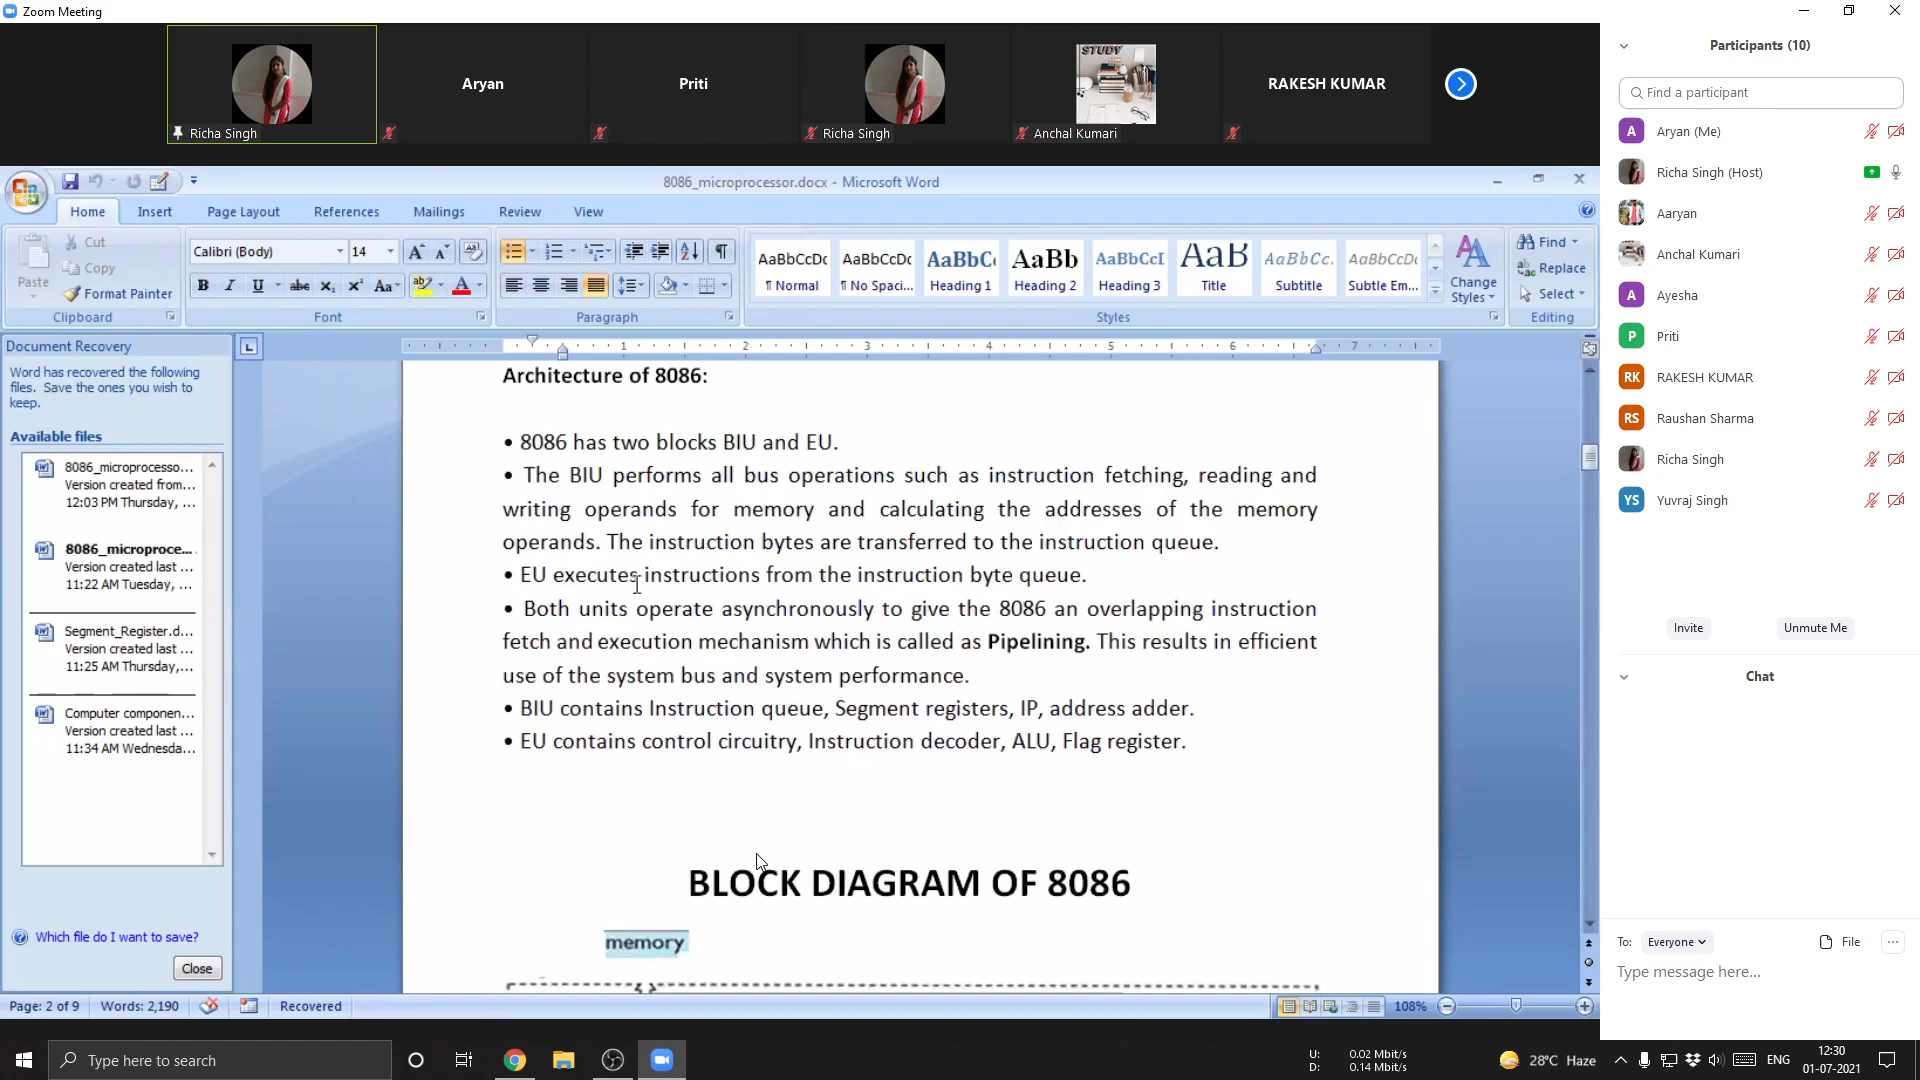 Zoom Meeting
Richa Singh
Aryan
Priti
Richa Singh
STUDY
Anchal Kumari
RAKESH KUMAR
8086_microprocessor.docx - Microsoft Word
Home
Insert
Page Layout
References
Mailings
Review
View
Paste
Cut
Copy
Format Painter
Clipboard
Calibri (Body)
14
Font
Paragraph
AaBbCcDc
¶ Normal
AaBbCcDc
¶ No Spaci...
AaBbC(
Heading 1
AaBb
Heading 2
AaBbCcI
Heading 3
AaB
Title
AaBbCc.
Subtitle
AaBbCcDc
Subtle Em...
Change
Styles
Styles
Find
Replace
Select
Editing
Document Recovery
Word has recovered the following
files. Save the ones you wish to
keep.
Available files
8086_microprocesso...
Version created from...
12:03 PM Thursday, ...
8086_microproce...
Version created last ...
11:22 AM Tuesday, ...
Segment_Register.d...
Version created last ...
11:25 AM Thursday,...
Computer componen...
Version created last ...
11:34 AM Wednesda...
Which file do I want to save?
Close
1 2 3 4 5 6 7
Architecture of 8086:
• 8086 has two blocks BIU and EU.
• The BIU performs all bus operations such as instruction fetching, reading and
writing operands for memory and calculating the addresses of the memory
operands. The instruction bytes are transferred to the instruction queue.
• EU executes instructions from the instruction byte queue.
• Both units operate asynchronously to give the 8086 an overlapping instruction
fetch and execution mechanism which is called as Pipelining. This results in efficient
use of the system bus and system performance.
• BIU contains Instruction queue, Segment registers, IP, address adder.
• EU contains control circuitry, Instruction decoder, ALU, Flag register.
BLOCK DIAGRAM OF 8086
memory
Page: 2 of 9
Words: 2,190
Recovered
108%
Participants (10)
Find a participant
A Aryan (Me)
Richa Singh (Host)
Aaryan
Anchal Kumari
A Ayesha
P Priti
RK RAKESH KUMAR
RS Raushan Sharma
Richa Singh
YS Yuvraj Singh
Invite
Unmute Me
Chat
To: Everyone
File
Type message here...
Type here to search
U: 0.02 Mbit/s
D: 0.14 Mbit/s
28°C Haze
ENG
12:30
01-07-2021